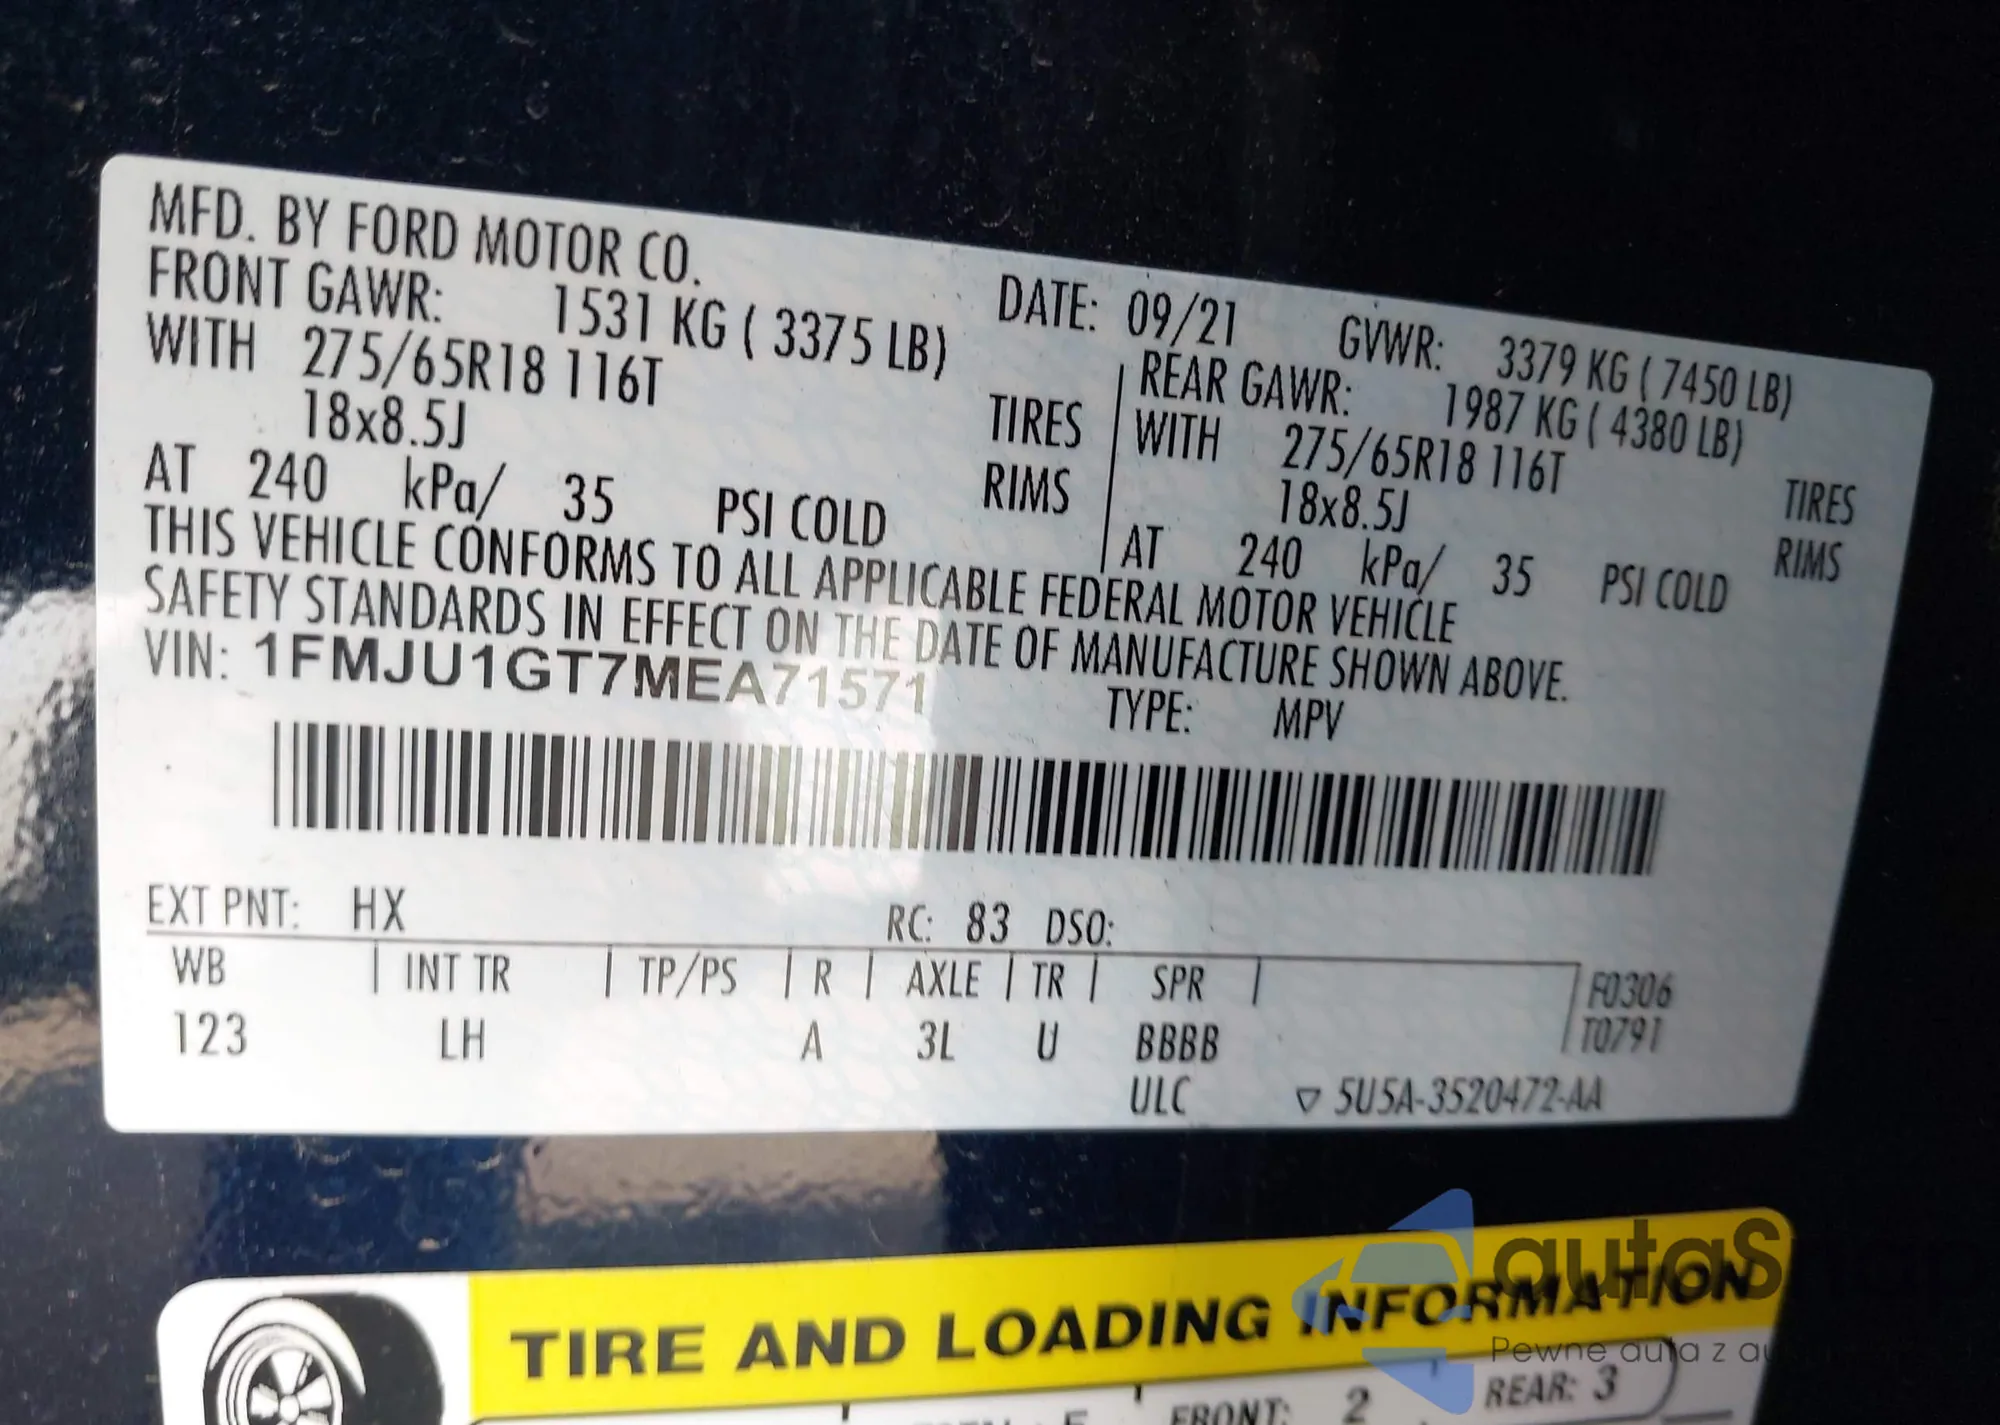 MFD. BY FORD MOTOR CO.
DATE: 09/21 GVWR: 3379 KG ( 7450 LB)
FRONT GAWR: 1531 KG ( 3375 LB) REAR GAWR: 1987 KG ( 4380 LB)
WITH 275/65R18 116T TIRES WITH 275/65R18 116T TIRES
18x8.5J RIMS 18x8.5J RIMS
AT 240 kPa/ 35 PSI COLD AT 240 kPa/ 35 PSI COLD
THIS VEHICLE CONFORMS TO ALL APPLICABLE FEDERAL MOTOR VEHICLE
SAFETY STANDARDS IN EFFECT ON THE DATE OF MANUFACTURE SHOWN ABOVE.
VIN: 1FMJU1GT7MEA71571 TYPE: MPV
EXT PNT: HX RC: 83 DSO:
WB INT TR TP/PS R AXLE TR SPR F0306
123 LH A 3L U BBBB T0791
ULC ▽ 5U5A-3520472-AA
TIRE AND LOADING INFORMATION
FRONT: 2 REAR: 3
Pewne auta z